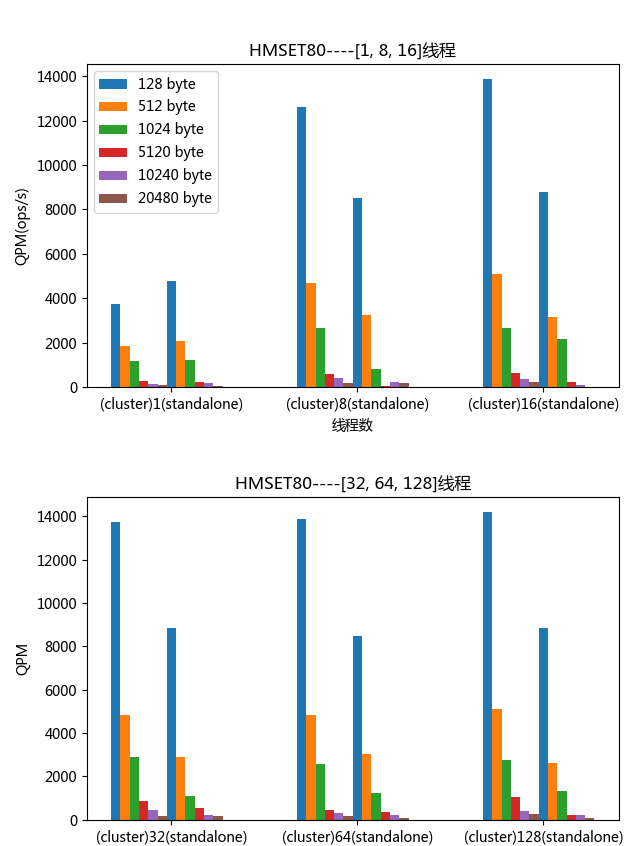 HMSET80----[1, 8, 16]线程
14000
12000
10000
8000
6000
4000
2000
0
QPM(ops/s)
128 byte
512 byte
1024 byte
5120 byte
10240 byte
20480 byte
(cluster)1(standalone)
(cluster)8(standalone)
(cluster)16(standalone)
线程数
HMSET80----[32, 64, 128]线程
14000
12000
10000
8000
6000
4000
2000
0
QPM
(cluster)32(standalone)
(cluster)64(standalone)
(cluster)128(standalone)